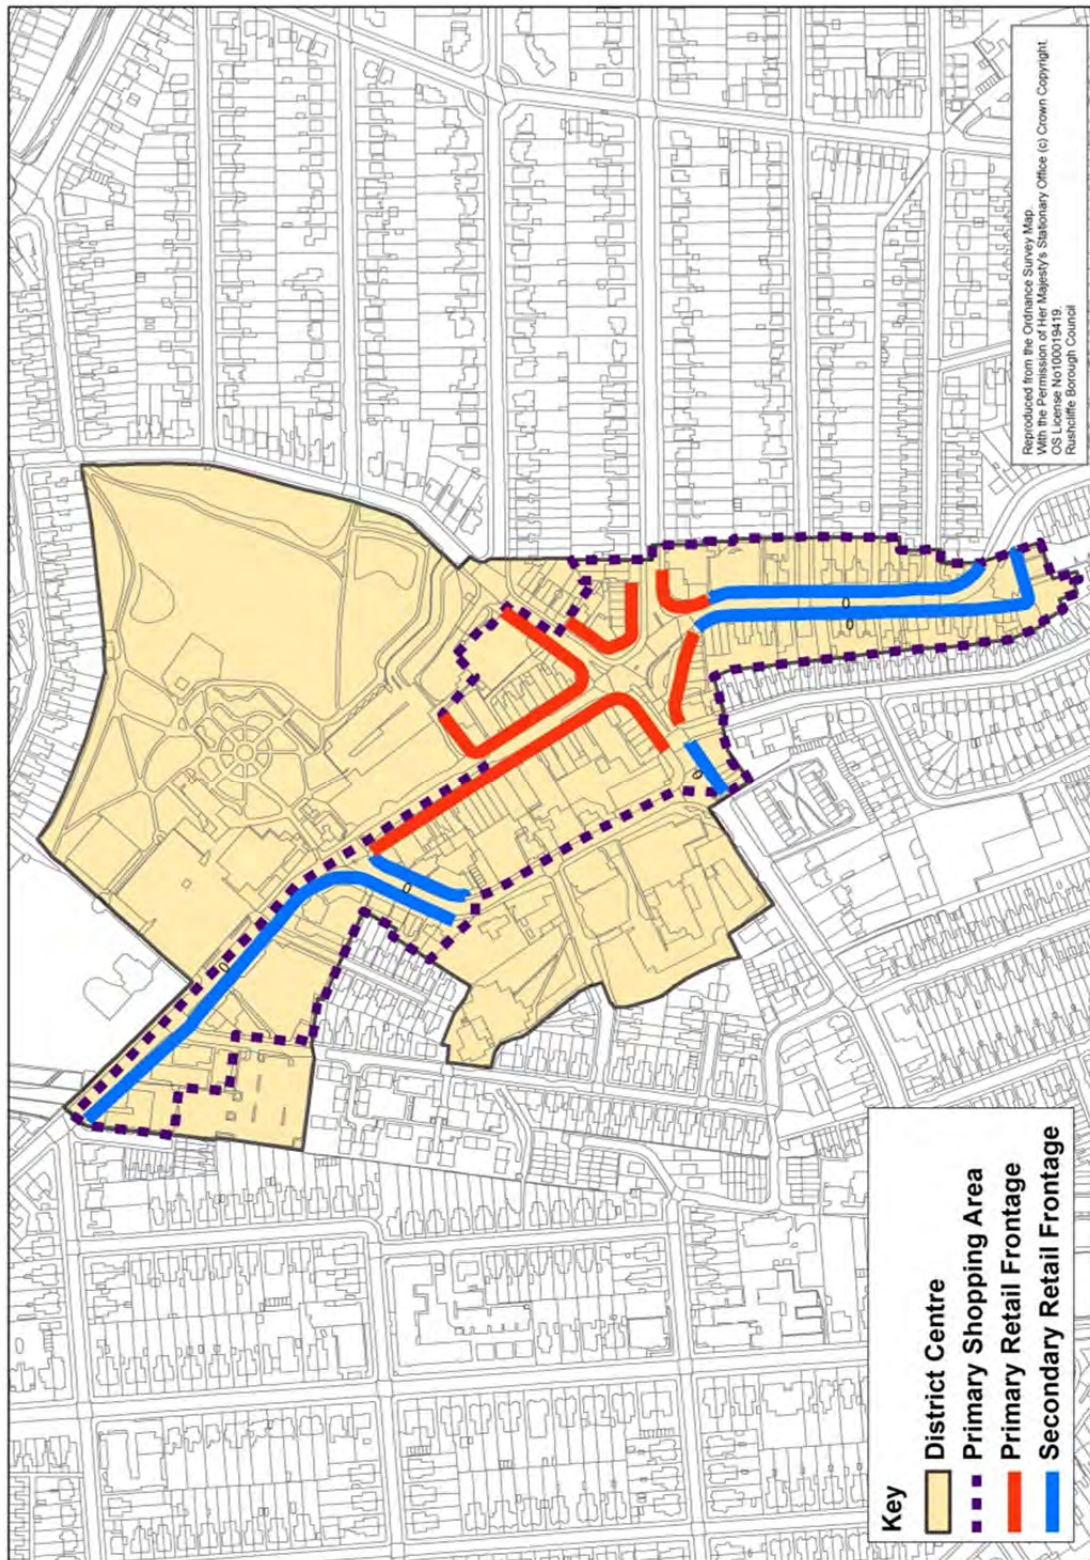 Reproduced from the Ordnance Survey Map.
With the Permission of Her Majesty's Stationary Office (c) Crown Copyright.
OS License No100019419.
Rushcliffe Borough Council
Key
District Centre
Primary Shopping Area
Primary Retail Frontage
Secondary Retail Frontage